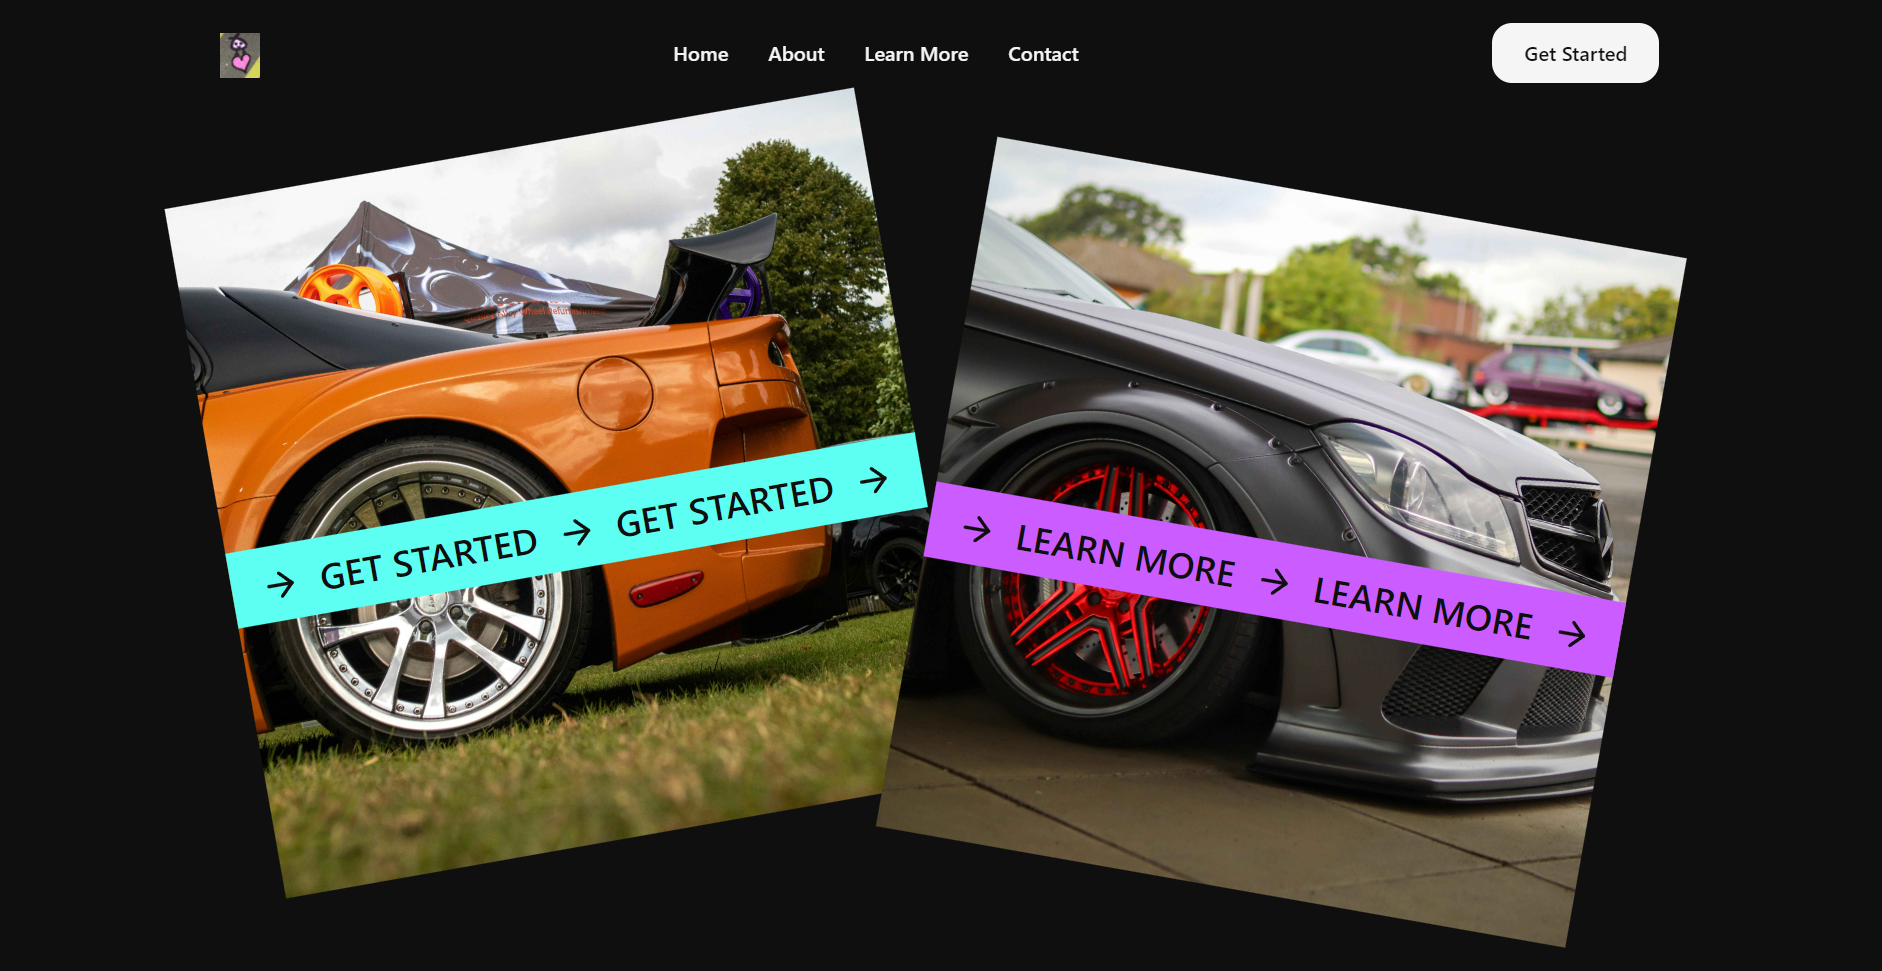 Home About Learn More Contact Get Started
→ GET STARTED → GET STARTED →
→ LEARN MORE → LEARN MORE →